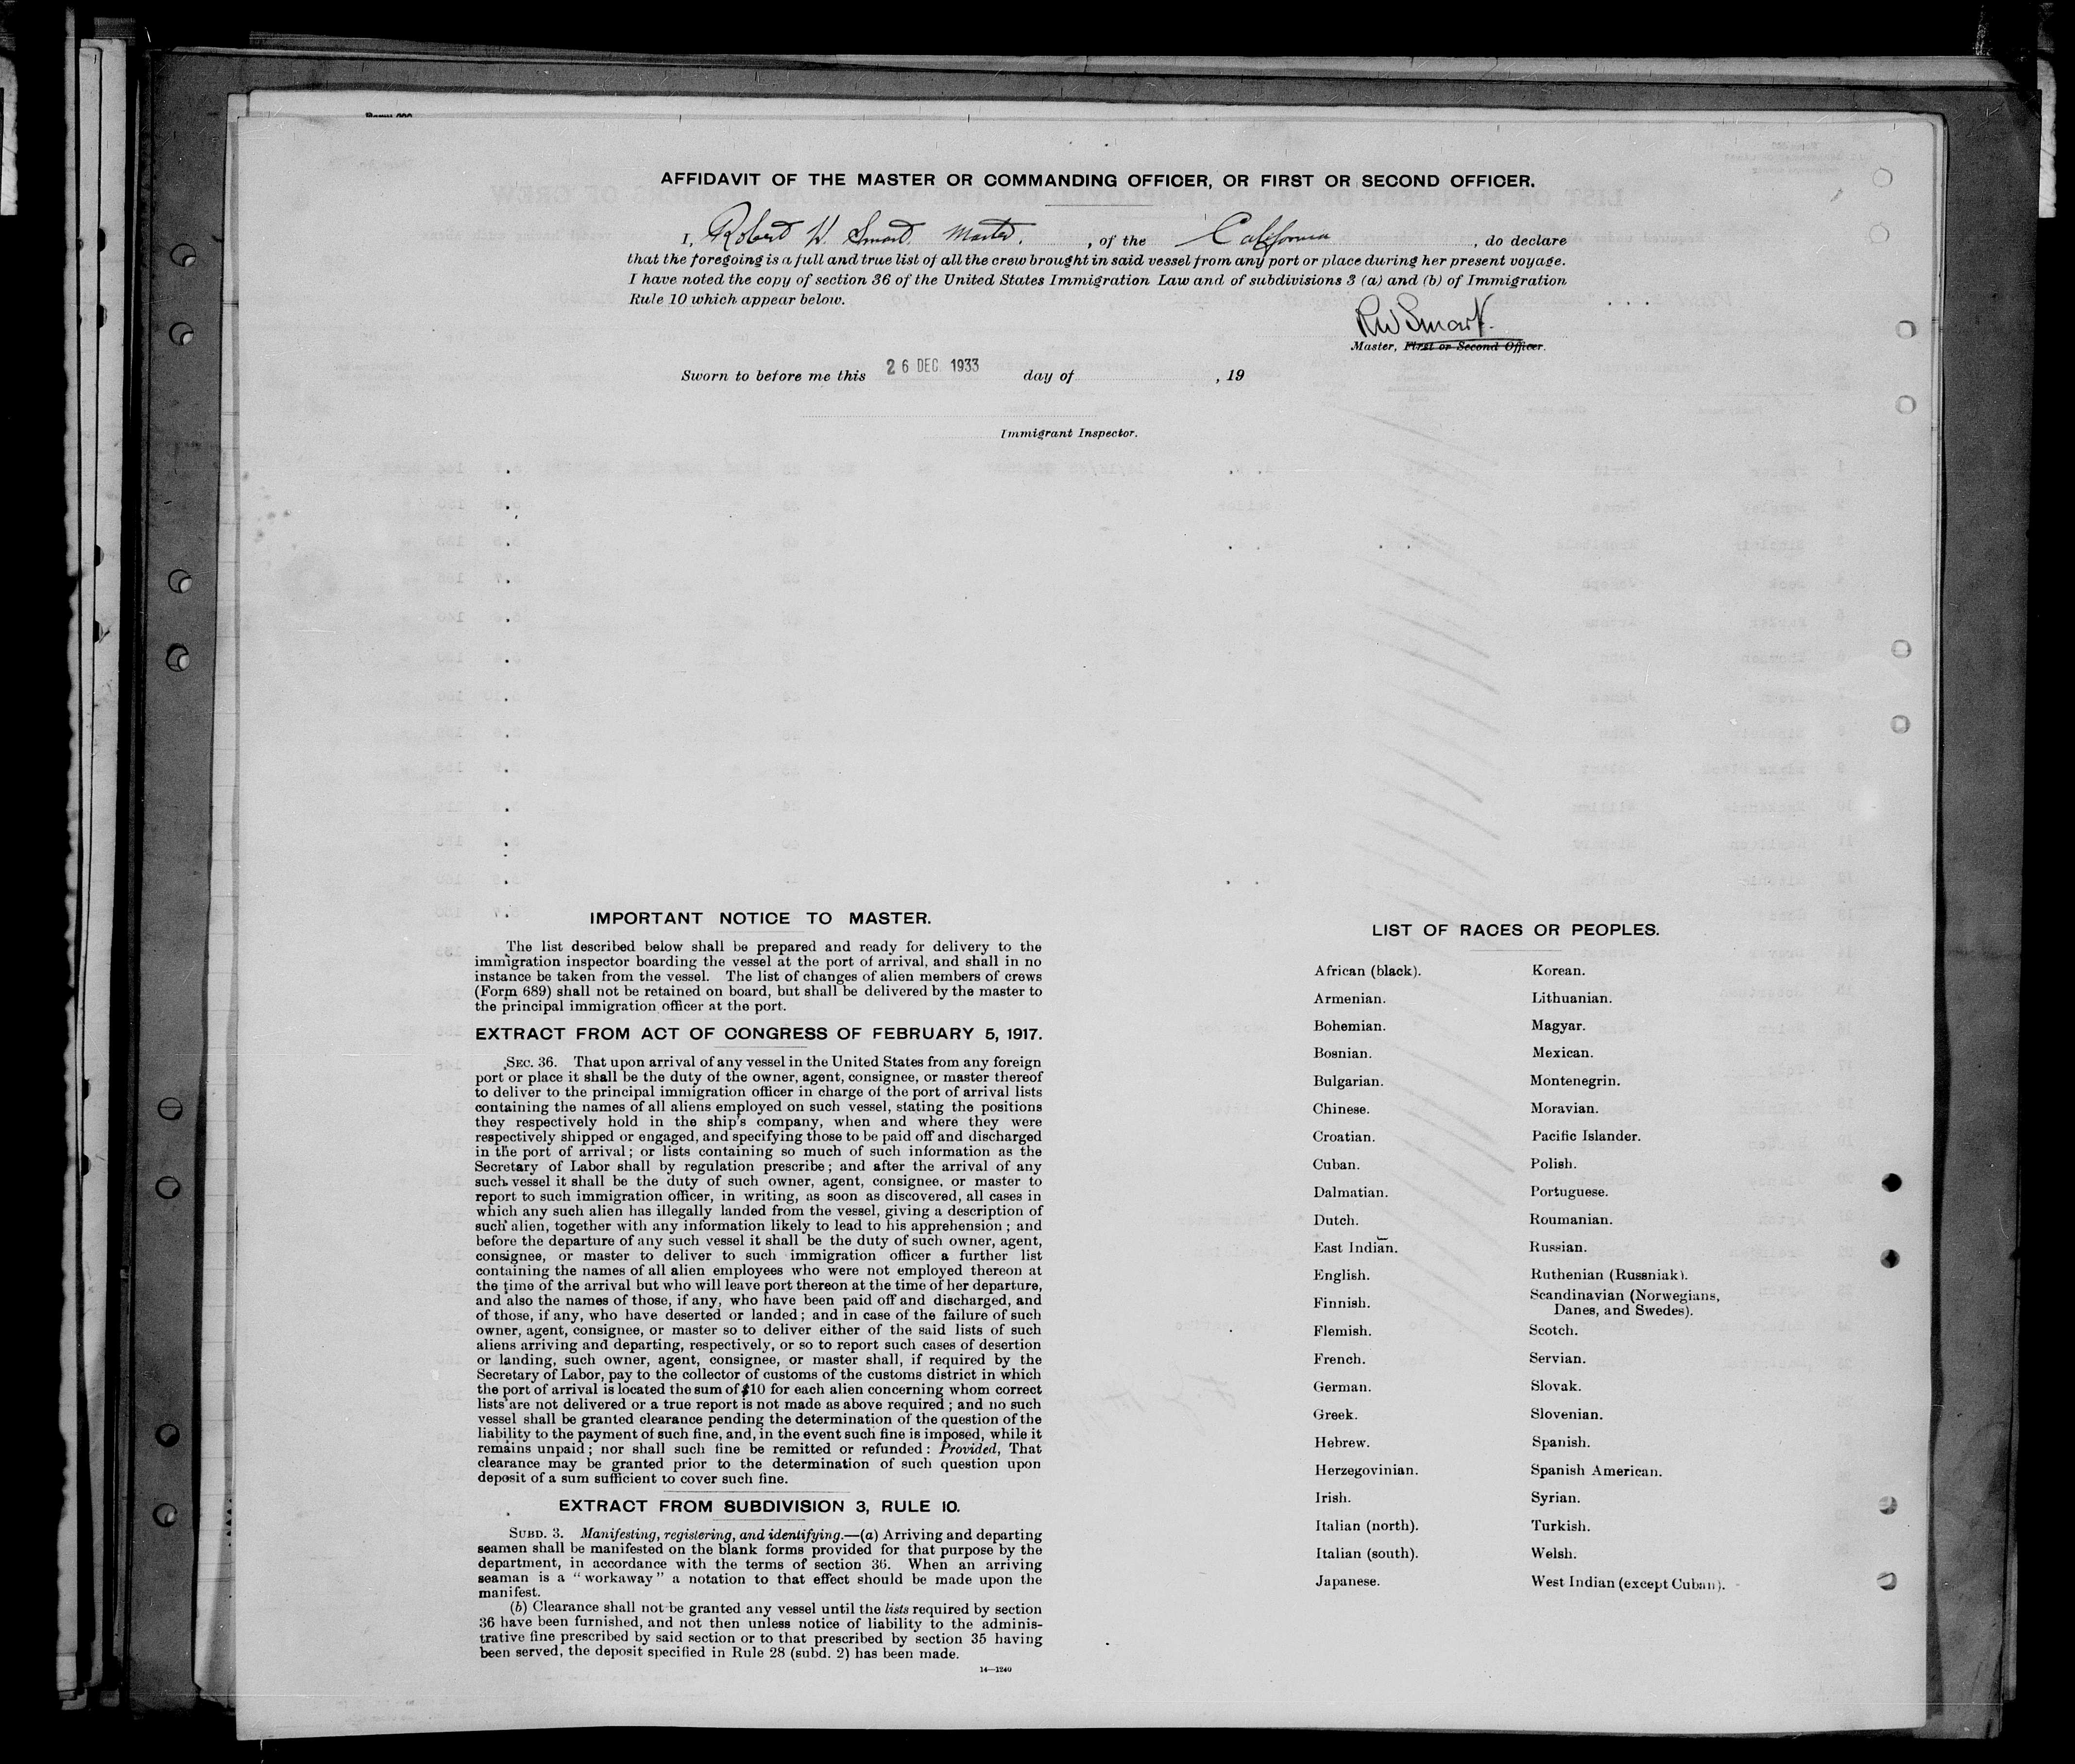 AFFIDAVIT OF THE MASTER OR COMMANDING OFFICER, OR FIRST OR SECOND OFFICER.
I, Robert W. Smart, Master, of the California, do declare
that the foregoing is a full and true list of all the crew brought in said vessel from any port or place during her present voyage.
I have noted the copy of section 36 of the United States Immigration Law and of subdivisions 3 (a) and (b) of Immigration
Rule 10 which appear below.
RW Smart.
Master, First or Second Officer.
Sworn to before me this 26 DEC. 1933 day of , 19
Immigrant Inspector.
IMPORTANT NOTICE TO MASTER.
The list described below shall be prepared and ready for delivery to the
immigration inspector boarding the vessel at the port of arrival, and shall in no
instance be taken from the vessel. The list of changes of alien members of crews
(Form 689) shall not be retained on board, but shall be delivered by the master to
the principal immigration officer at the port.
EXTRACT FROM ACT OF CONGRESS OF FEBRUARY 5, 1917.
SEC. 36. That upon arrival of any vessel in the United States from any foreign
port or place it shall be the duty of the owner, agent, consignee, or master thereof
to deliver to the principal immigration officer in charge of the port of arrival lists
containing the names of all aliens employed on such vessel, stating the positions
they respectively hold in the ship's company, when and where they were
respectively shipped or engaged, and specifying those to be paid off and discharged
in the port of arrival; or lists containing so much of such information as the
Secretary of Labor shall by regulation prescribe; and after the arrival of any
such vessel it shall be the duty of such owner, agent, consignee, or master to
report to such immigration officer, in writing, as soon as discovered, all cases in
which any such alien has illegally landed from the vessel, giving a description of
such alien, together with any information likely to lead to his apprehension; and
before the departure of any such vessel it shall be the duty of such owner, agent,
consignee, or master to deliver to such immigration officer a further list
containing the names of all alien employees who were not employed thereon at
the time of the arrival but who will leave port thereon at the time of her departure,
and also the names of those, if any, who have been paid off and discharged, and
of those, if any, who have deserted or landed; and in case of the failure of such
owner, agent, consignee, or master so to deliver either of the said lists of such
aliens arriving and departing, respectively, or so to report such cases of desertion
or landing, such owner, agent, consignee, or master shall, if required by the
Secretary of Labor, pay to the collector of customs of the customs district in which
the port of arrival is located the sum of $10 for each alien concerning whom correct
lists are not delivered or a true report is not made as above required; and no such
vessel shall be granted clearance pending the determination of the question of the
liability to the payment of such fine, and, in the event such fine is imposed, while it
remains unpaid; nor shall such fine be remitted or refunded: Provided, That
clearance may be granted prior to the determination of such question upon
deposit of a sum sufficient to cover such fine.
EXTRACT FROM SUBDIVISION 3, RULE 10.
SUBD. 3. Manifesting, registering, and identifying.—(a) Arriving and departing
seamen shall be manifested on the blank forms provided for that purpose by the
department, in accordance with the terms of section 36. When an arriving
seaman is a "workaway" a notation to that effect should be made upon the
manifest.
(b) Clearance shall not be granted any vessel until the lists required by section
36 have been furnished, and not then unless notice of liability to the adminis-
trative fine prescribed by said section or to that prescribed by section 35 having
been served, the deposit specified in Rule 28 (subd. 2) has been made.
14—1240
LIST OF RACES OR PEOPLES.
African (black).
Armenian.
Bohemian.
Bosnian.
Bulgarian.
Chinese.
Croatian.
Cuban.
Dalmatian.
Dutch.
East Indian.
English.
Finnish.
Flemish.
French.
German.
Greek.
Hebrew.
Herzegovinian.
Irish.
Italian (north).
Italian (south).
Japanese.
Korean.
Lithuanian.
Magyar.
Mexican.
Montenegrin.
Moravian.
Pacific Islander.
Polish.
Portuguese.
Roumanian.
Russian.
Ruthenian (Russniak).
Scandinavian (Norwegians,
Danes, and Swedes).
Scotch.
Servian.
Slovak.
Slovenian.
Spanish.
Spanish American.
Syrian.
Turkish.
Welsh.
West Indian (except Cuban).